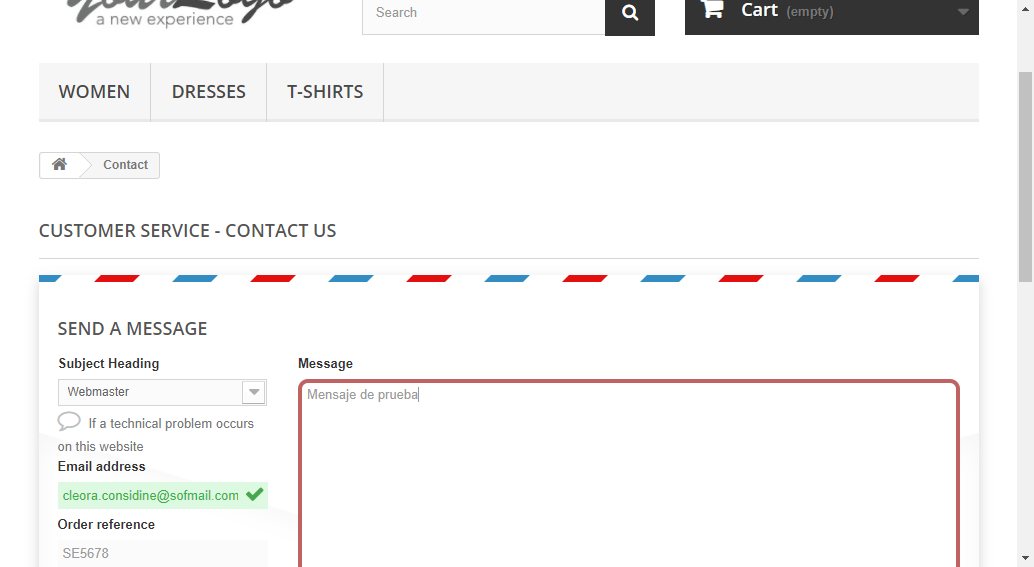 yourLogo
a new experience
Search
Cart (empty)
WOMEN DRESSES T-SHIRTS
Contact
CUSTOMER SERVICE - CONTACT US
SEND A MESSAGE
Subject Heading
Message
Webmaster
Mensaje de prueba
If a technical problem occurs
on this website
Email address
cleora.considine@sofmail.com
Order reference
SE5678